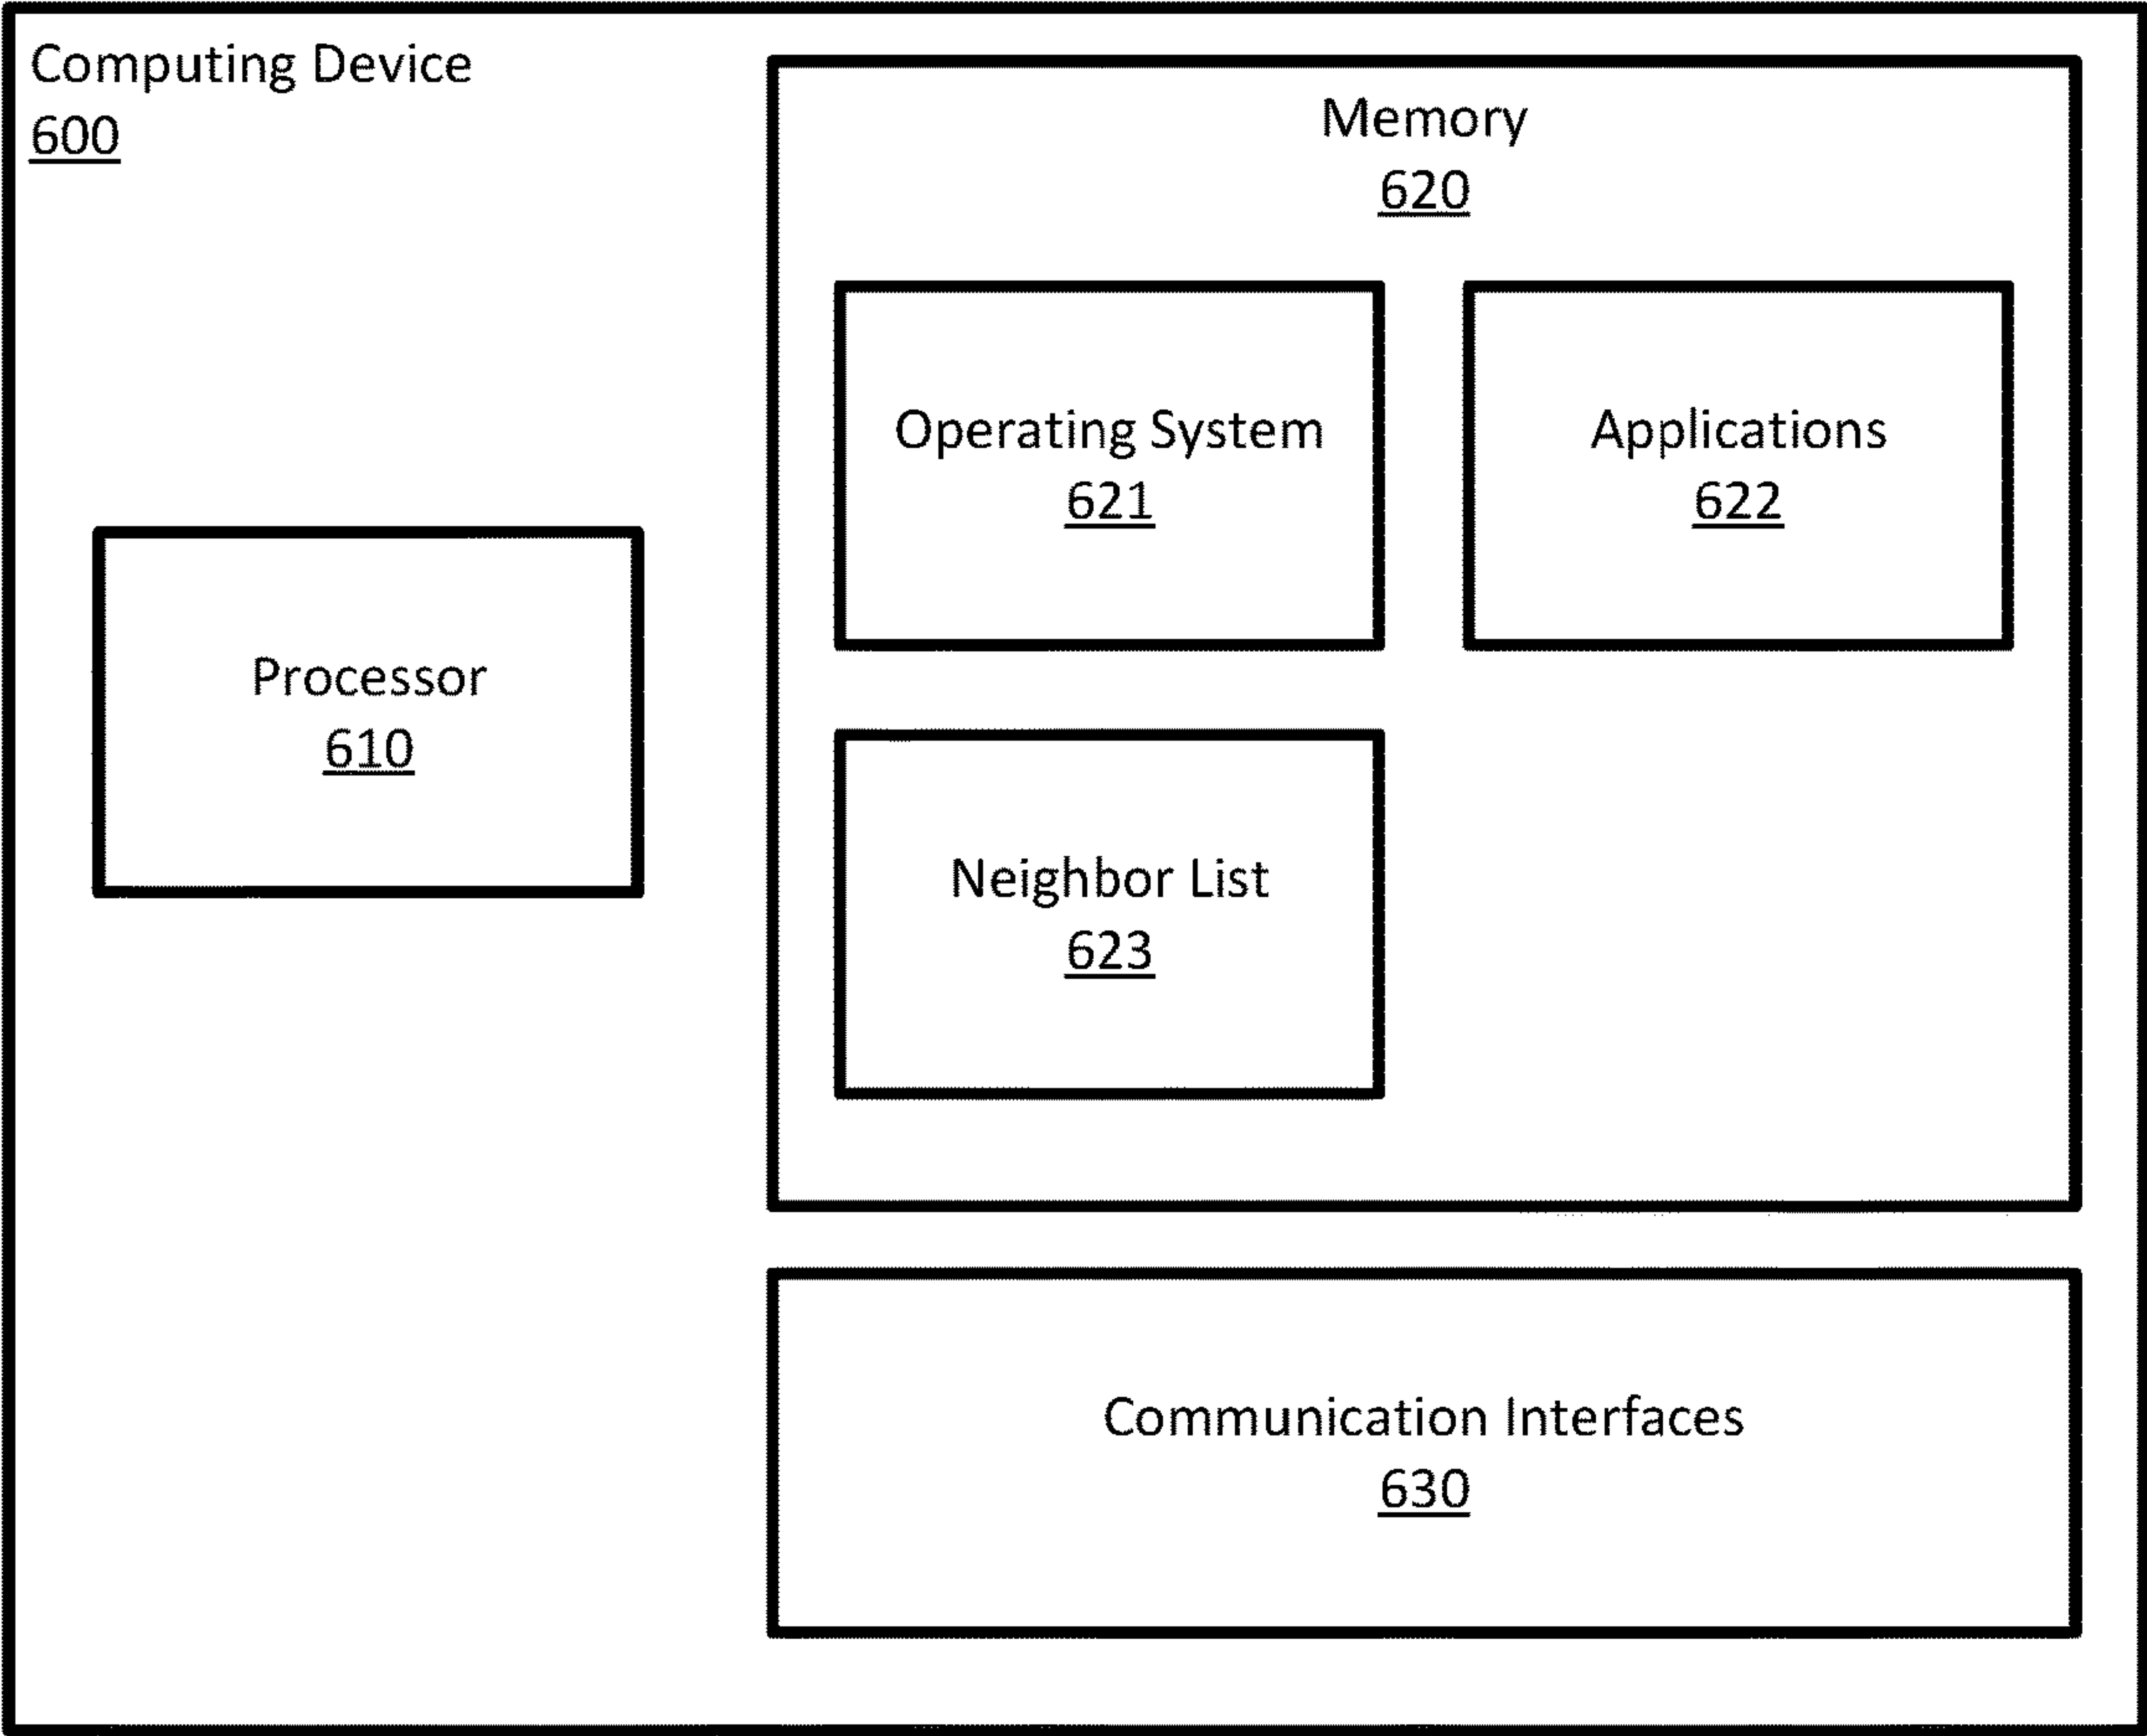 Computing Device
600
Memory
620
Operating System
621
Applications
622
Processor
610
Neighbor List
623
Communication Interfaces
630